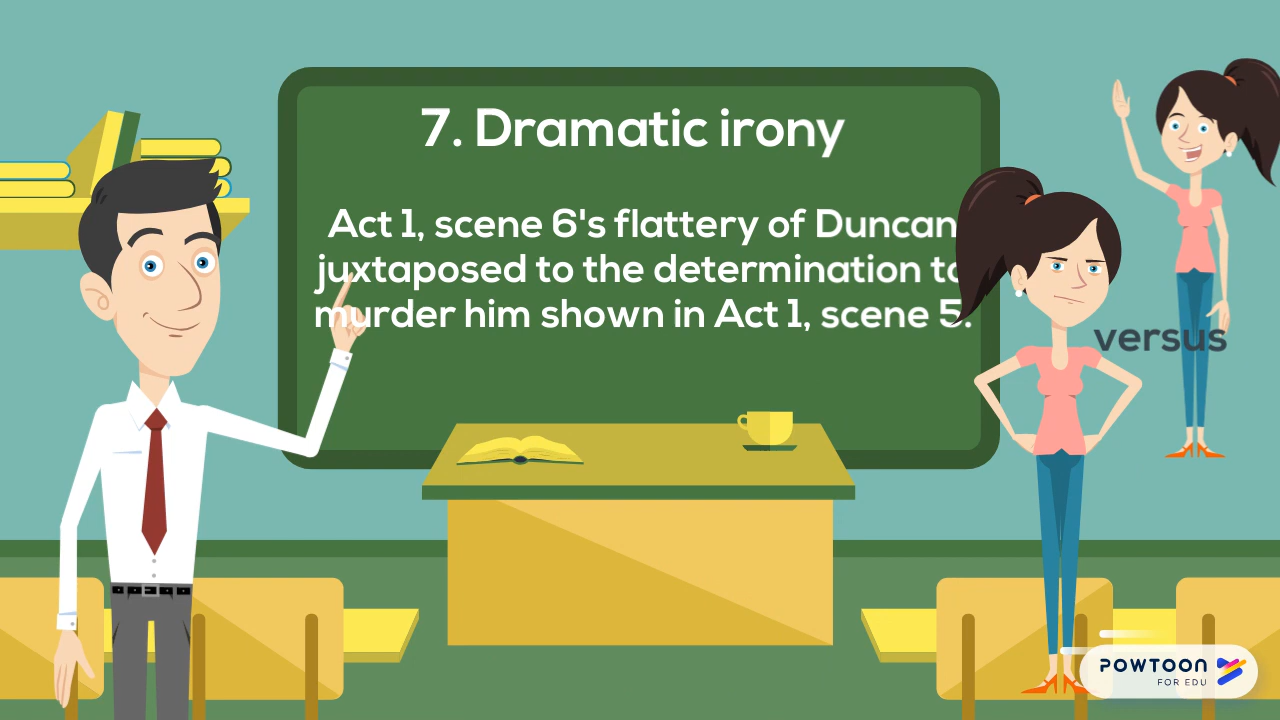 7. Dramatic irony
Act 1, scene 6's flattery of Duncan
juxtaposed to the determination to
murder him shown in Act 1, scene 5.
versus
POWTOON
FOR EDU